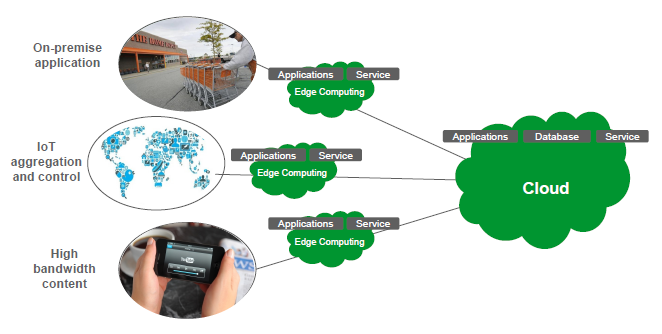 On-premise
application
Applications
Service
Edge Computing
IoT
aggregation
and control
Applications
Service
Edge Computing
Applications
Database
Service
Cloud
High
bandwidth
content
YouTube
Applications
Service
Edge Computing